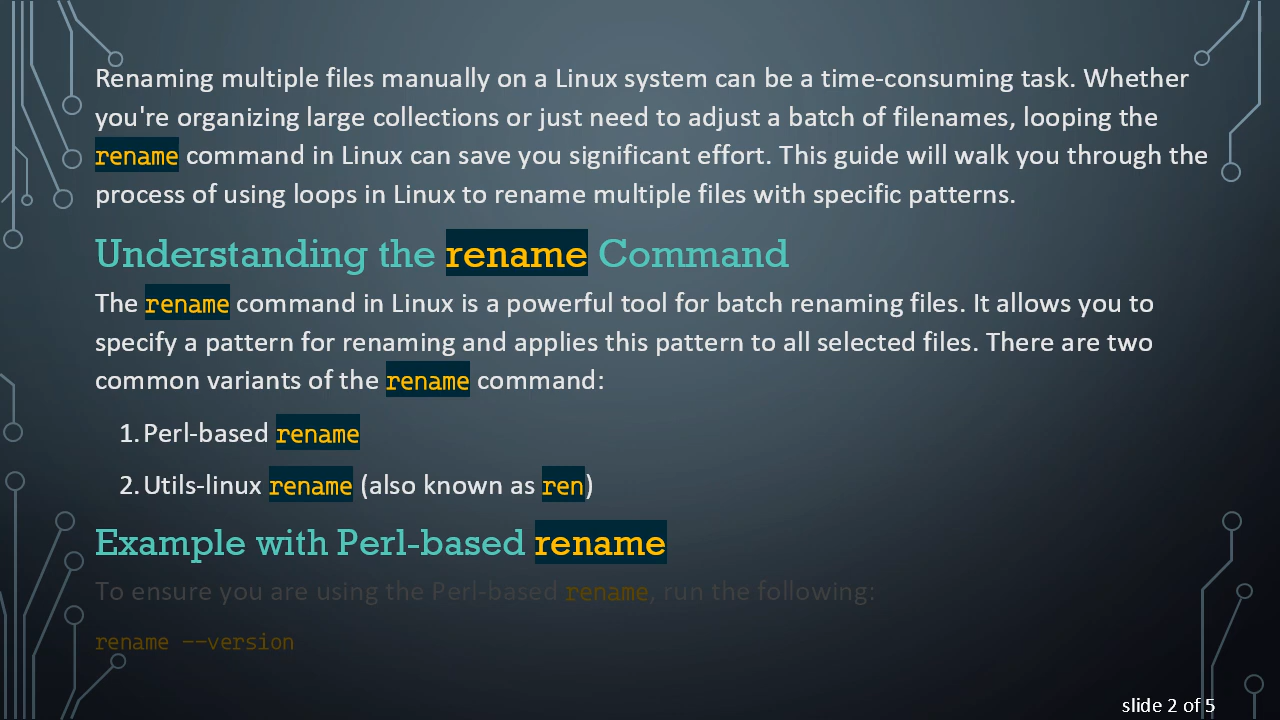 Renaming multiple files manually on a Linux system can be a time-consuming task. Whether
you're organizing large collections or just need to adjust a batch of filenames, looping the
rename command in Linux can save you significant effort. This guide will walk you through the
process of using loops in Linux to rename multiple files with specific patterns.
Understanding the rename Command
The rename command in Linux is a powerful tool for batch renaming files. It allows you to
specify a pattern for renaming and applies this pattern to all selected files. There are two
common variants of the rename command:
1. Perl-based rename
2. Utils-linux rename (also known as ren)
Example with Perl-based rename
To ensure you are using the Perl-based rename, run the following:
rename --version
slide 2 of 5